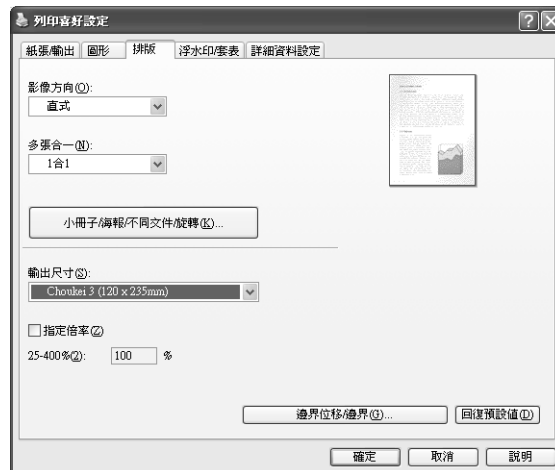 列印喜好設定
紙張/輸出 圖形 排版 浮水印/套表 詳細資料設定
影像方向(O):
直式
多張合一(N):
1合1
小冊子/海報/不同文件/旋轉(K)...
輸出尺寸(S):
Choukei 3 (120 x 235mm)
指定倍率(Z)
25-400%(2): 100 %
邊界位移/邊界(G)... 回復預設值(D)
確定 取消 說明